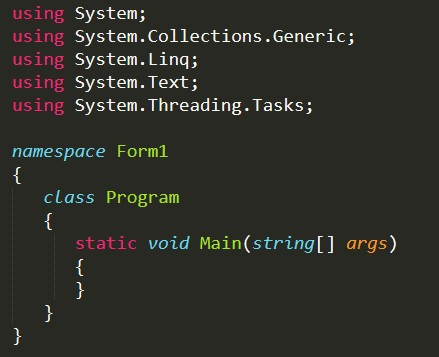 using System;
using System.Collections.Generic;
using System.Linq;
using System.Text;
using System.Threading.Tasks;

namespace Form1
{
    class Program
    {
        static void Main(string[] args)
        {
        }
    }
}